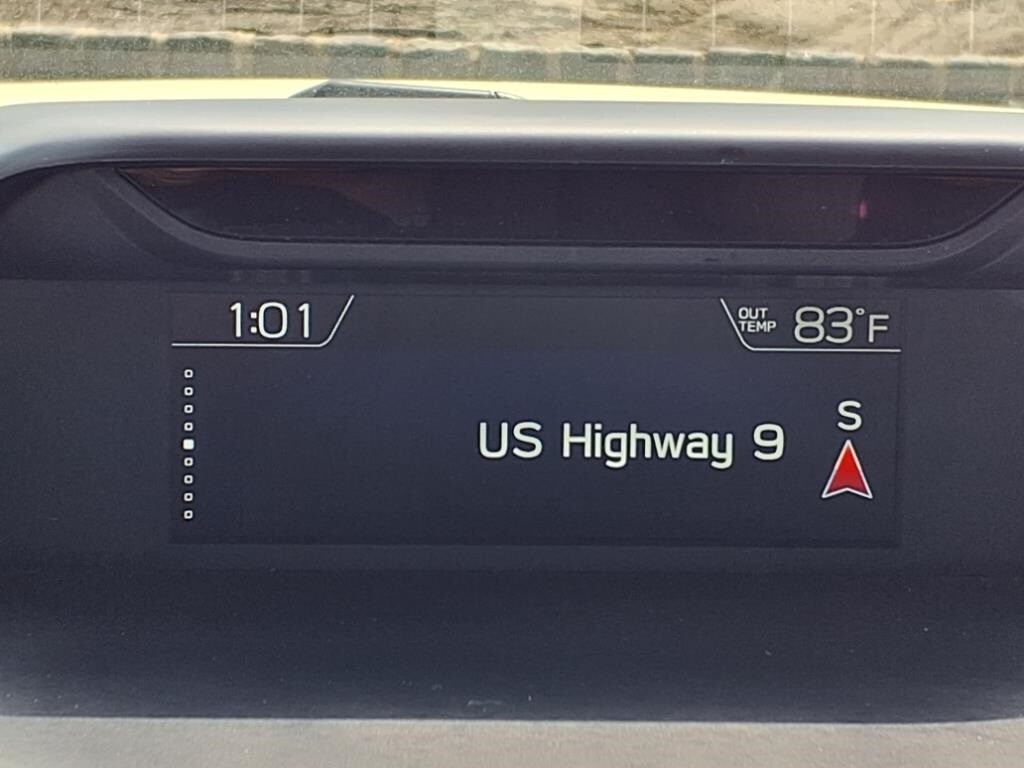 1:01
OUT
TEMP
83°F
S
US Highway 9